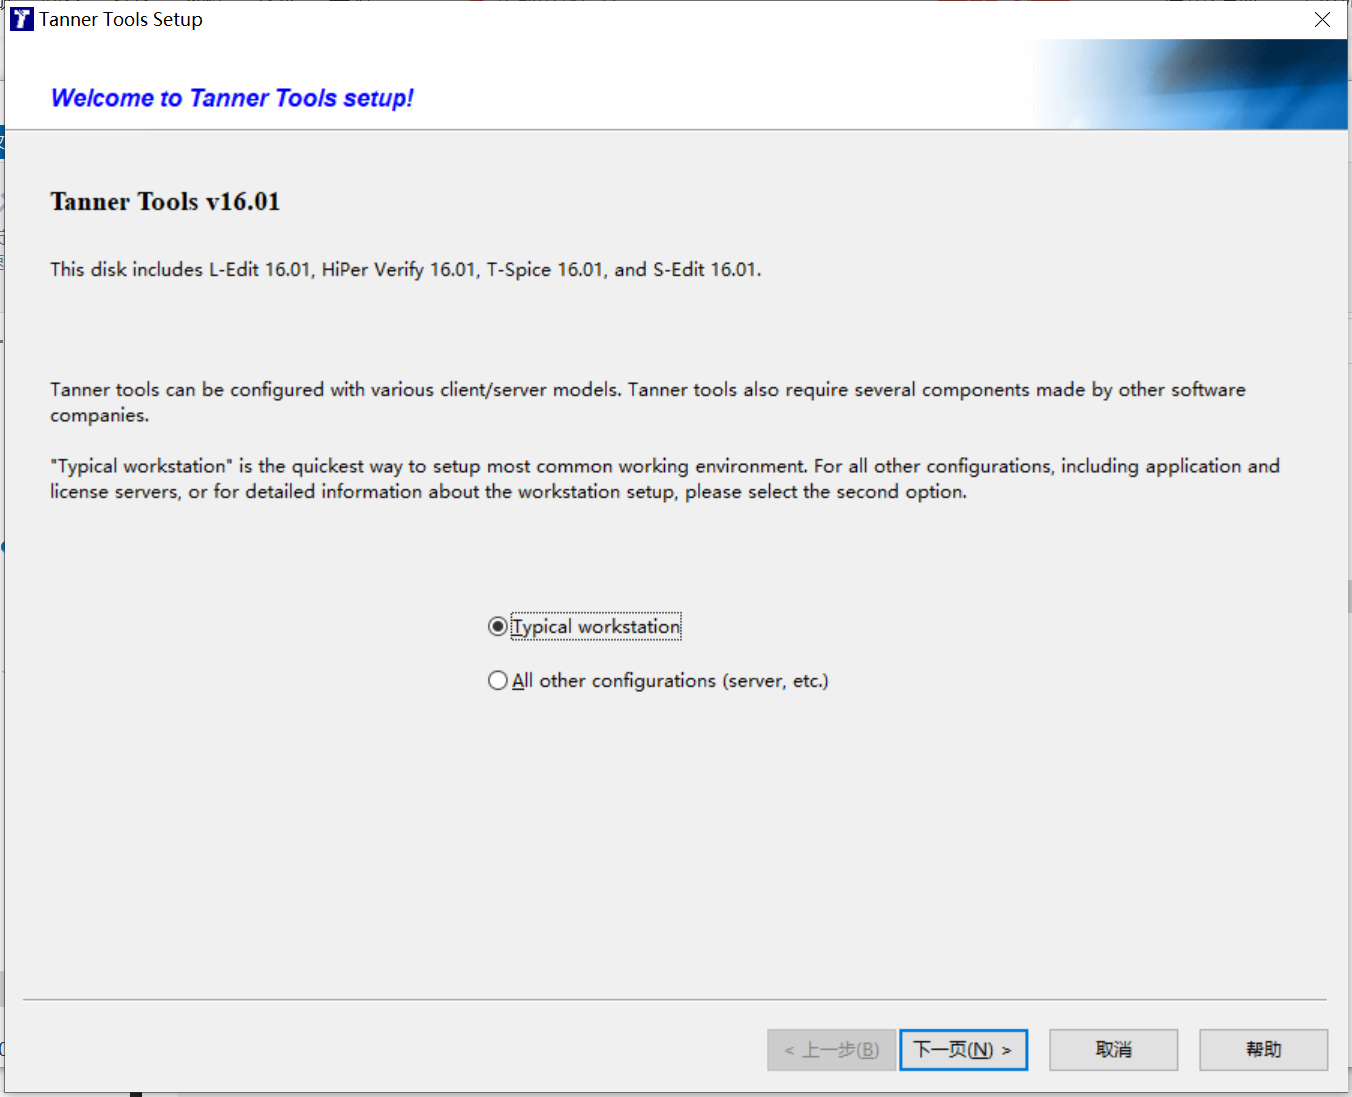 Tanner Tools Setup
Welcome to Tanner Tools setup!
Tanner Tools v16.01
This disk includes L-Edit 16.01, HiPer Verify 16.01, T-Spice 16.01, and S-Edit 16.01.
Tanner tools can be configured with various client/server models. Tanner tools also require several components made by other software
companies.
"Typical workstation" is the quickest way to setup most common working environment. For all other configurations, including application and
license servers, or for detailed information about the workstation setup, please select the second option.
Typical workstation
All other configurations (server, etc.)
< 上一步(B)
下一页(N) >
取消
帮助